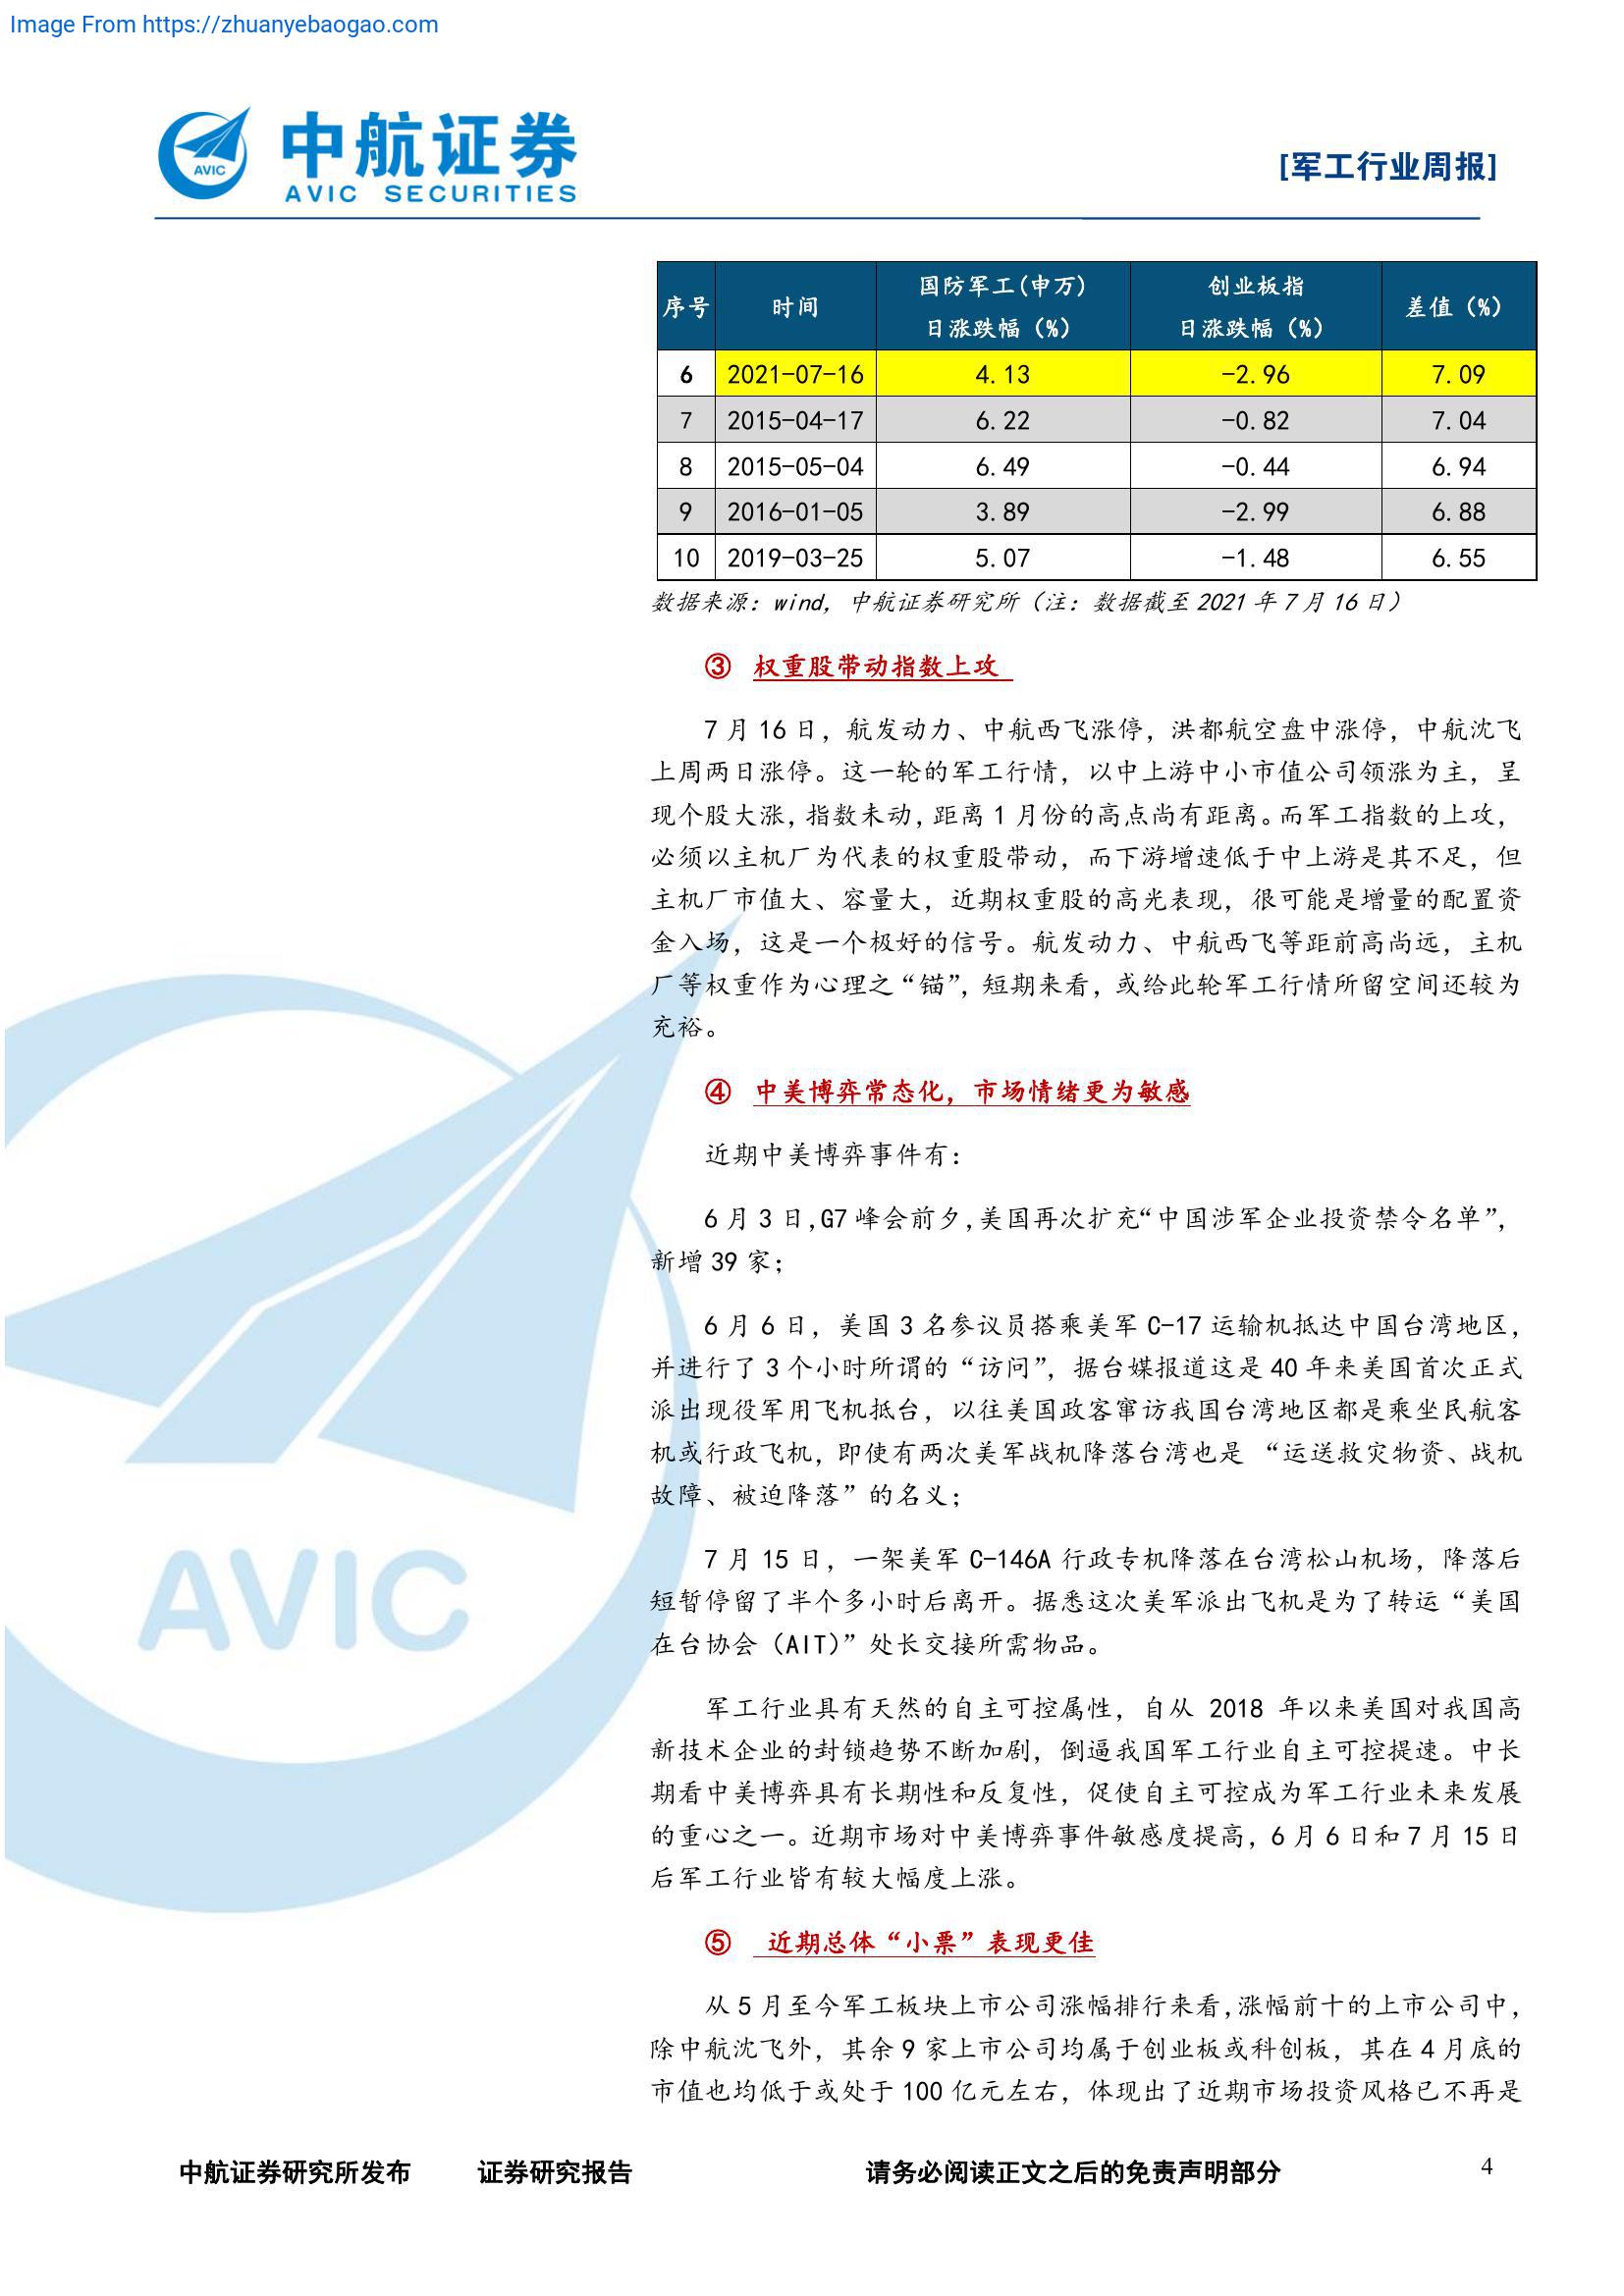 Image From https://zhuanyebaogao.com
AVIC
中航证券
AVIC SECURITIES
[军工行业周报]
序号 时间 国防军工(申万) 日涨跌幅（%） 创业板指 日涨跌幅（%） 差值（%）
6 2021-07-16 4.13 -2.96 7.09
7 2015-04-17 6.22 -0.82 7.04
8 2015-05-04 6.49 -0.44 6.94
9 2016-01-05 3.89 -2.99 6.88
10 2019-03-25 5.07 -1.48 6.55
数据来源：wind，中航证券研究所（注：数据截至 2021 年 7 月 16 日）
③ 权重股带动指数上攻
7 月 16 日，航发动力、中航西飞涨停，洪都航空盘中涨停，中航沈飞
上周两日涨停。这一轮的军工行情，以中上游中小市值公司领涨为主，呈
现个股大涨，指数未动，距离 1 月份的高点尚有距离。而军工指数的上攻，
必须以主机厂为代表的权重股带动，而下游增速低于中上游是其不足，但
主机厂市值大、容量大，近期权重股的高光表现，很可能是增量的配置资
金入场，这是一个极好的信号。航发动力、中航西飞等距前高尚远，主机
厂等权重作为心理之“锚”，短期来看，或给此轮军工行情所留空间还较为
充裕。
④ 中美博弈常态化，市场情绪更为敏感
近期中美博弈事件有：
6 月 3 日，G7 峰会前夕，美国再次扩充“中国涉军企业投资禁令名单”，
新增 39 家；
6 月 6 日，美国 3 名参议员搭乘美军 C-17 运输机抵达中国台湾地区，
并进行了 3 个小时所谓的“访问”，据台媒报道这是 40 年来美国首次正式
派出现役军用飞机抵台，以往美国政客窜访我国台湾地区都是乘坐民航客
机或行政飞机，即使有两次美军战机降落台湾也是 “运送救灾物资、战机
故障、被迫降落”的名义；
7 月 15 日，一架美军 C-146A 行政专机降落在台湾松山机场，降落后
短暂停留了半个多小时后离开。据悉这次美军派出飞机是为了转运“美国
在台协会（AIT）”处长交接所需物品。
军工行业具有天然的自主可控属性，自从 2018 年以来美国对我国高
新技术企业的封锁趋势不断加剧，倒逼我国军工行业自主可控提速。中长
期看中美博弈具有长期性和反复性，促使自主可控成为军工行业未来发展
的重心之一。近期市场对中美博弈事件敏感度提高，6 月 6 日和 7 月 15 日
后军工行业皆有较大幅度上涨。
⑤ 近期总体“小票”表现更佳
从 5 月至今军工板块上市公司涨幅排行来看，涨幅前十的上市公司中，
除中航沈飞外，其余 9 家上市公司均属于创业板或科创板，其在 4 月底的
市值也均低于或处于 100 亿元左右，体现出了近期市场投资风格已不再是
AVIC
中航证券研究所发布 证券研究报告 请务必阅读正文之后的免责声明部分 4